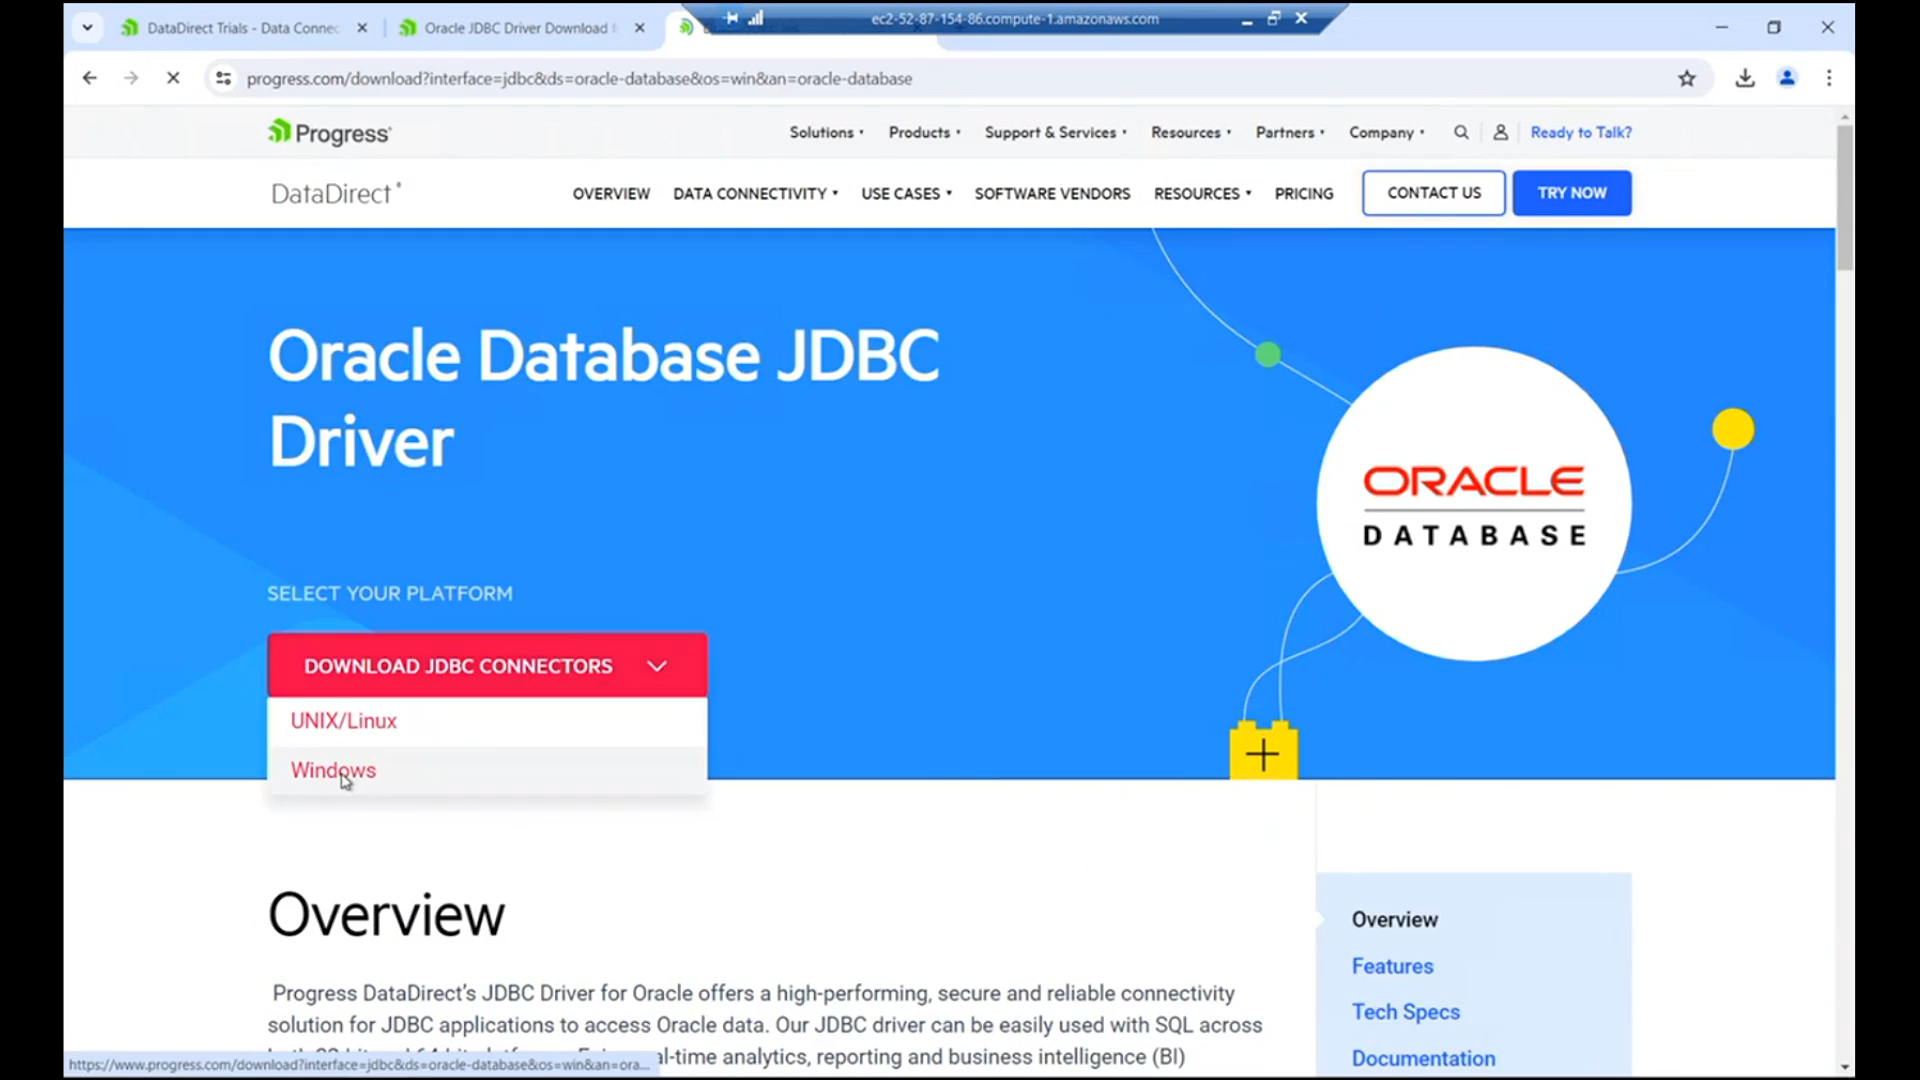 DataDirect Trials - Data Connec
Oracle JDBC Driver Download f
ec2-52-87-154-86.compute-1.amazonaws.com
progress.com/download?interface=jdbc&ds=oracle-database&os=win&an=oracle-database
Progress
Solutions
Products
Support & Services
Resources
Partners
Company
Ready to Talk?
DataDirect
OVERVIEW
DATA CONNECTIVITY
USE CASES
SOFTWARE VENDORS
RESOURCES
PRICING
CONTACT US
TRY NOW
Oracle Database JDBC
Driver
ORACLE
DATABASE
SELECT YOUR PLATFORM
DOWNLOAD JDBC CONNECTORS
UNIX/Linux
Windows
Overview
Progress DataDirect's JDBC Driver for Oracle offers a high-performing, secure and reliable connectivity
solution for JDBC applications to access Oracle data. Our JDBC driver can be easily used with SQL across
al-time analytics, reporting and business intelligence (BI)
Overview
Features
Tech Specs
Documentation
https://www.progress.com/download?interface=jdbc&ds=oracle-database&os=win&an=ora...